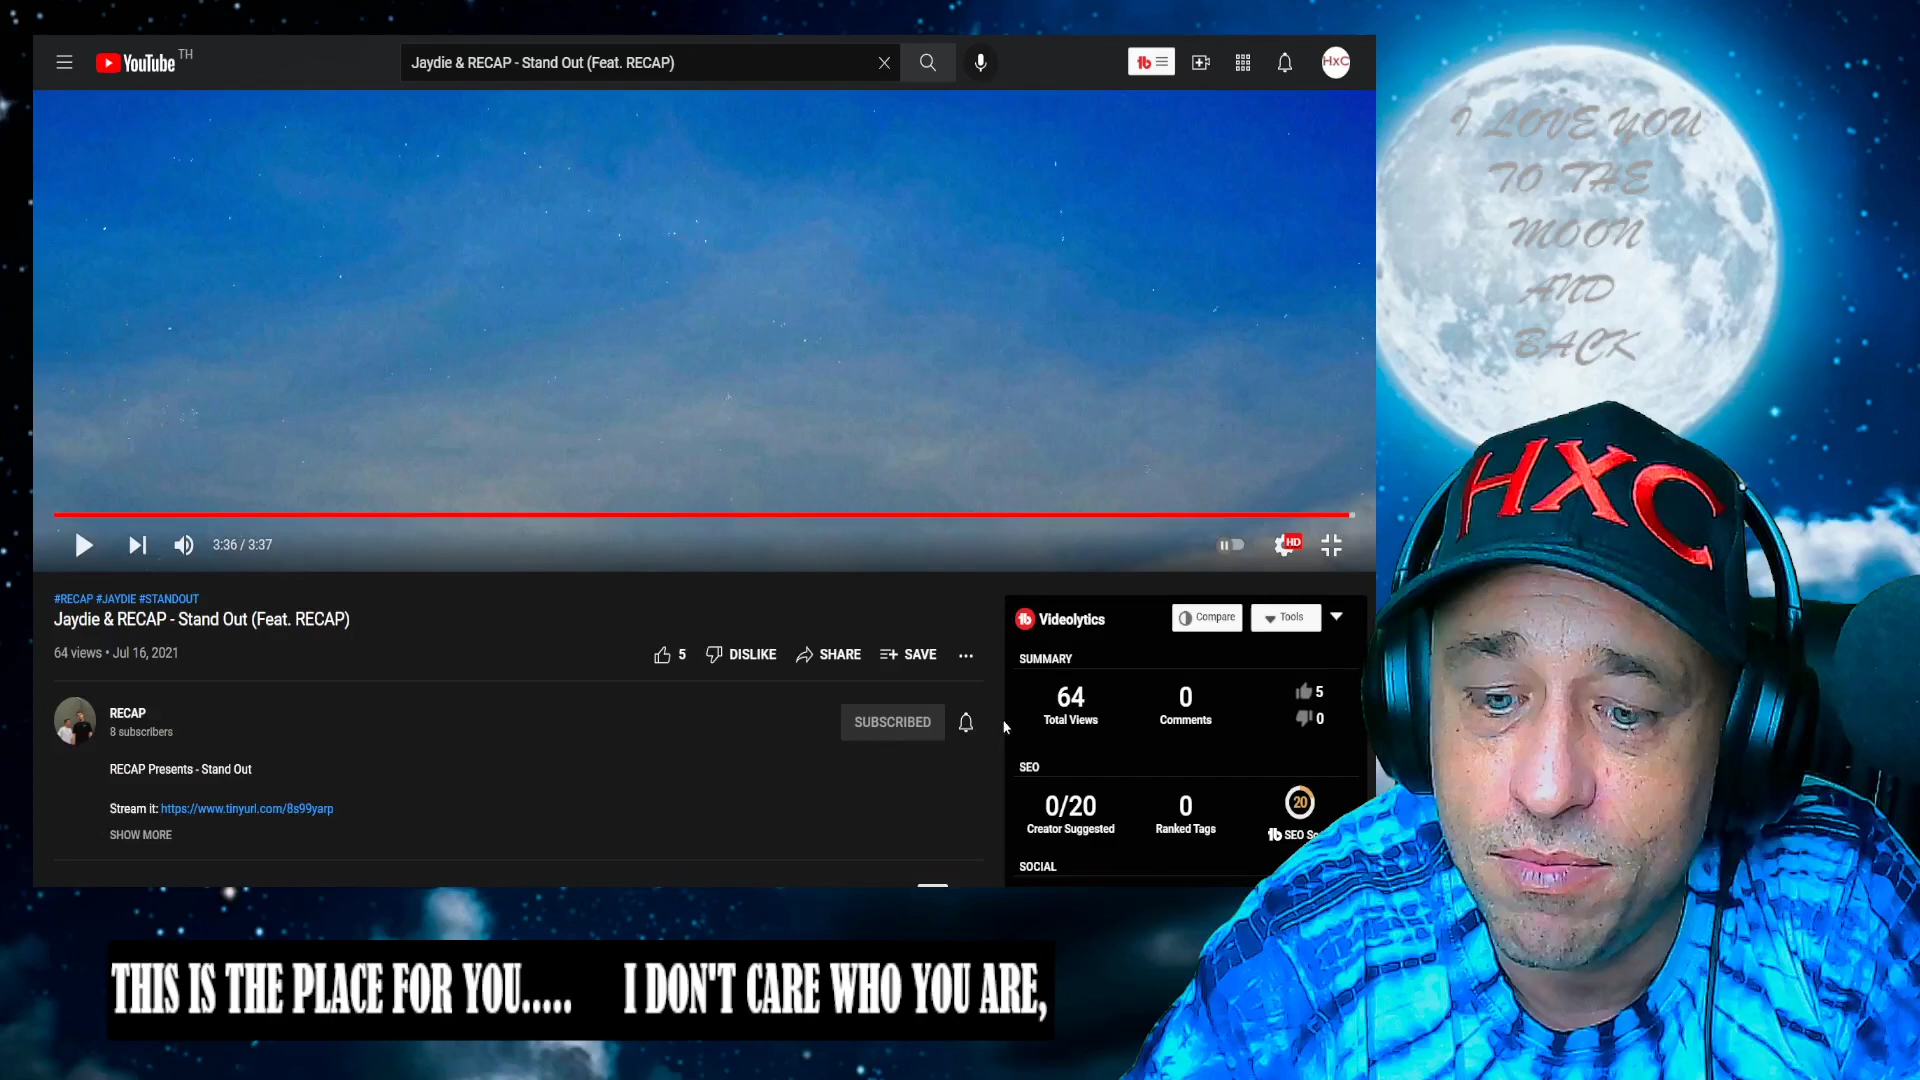 YouTube TH
Jaydie & RECAP - Stand Out (Feat. RECAP)
HxC
I LOVE YOU
TO THE
MOON
AND
BACK
HXC
3:36 / 3:37
HD
#RECAP #JAYDIE #STANDOUT
Jaydie & RECAP - Stand Out (Feat. RECAP)
64 views • Jul 16, 2021
5 DISLIKE SHARE SAVE
RECAP
8 subscribers
SUBSCRIBED
RECAP Presents - Stand Out
Stream it: https://www.tinyurl.com/8s99yarp
SHOW MORE
Videolytics Compare Tools
SUMMARY
64 0 5
Total Views Comments 0
SEO
0/20 0 20
Creator Suggested Ranked Tags SEO
SOCIAL
THIS IS THE PLACE FOR YOU..... I DON'T CARE WHO YOU ARE,